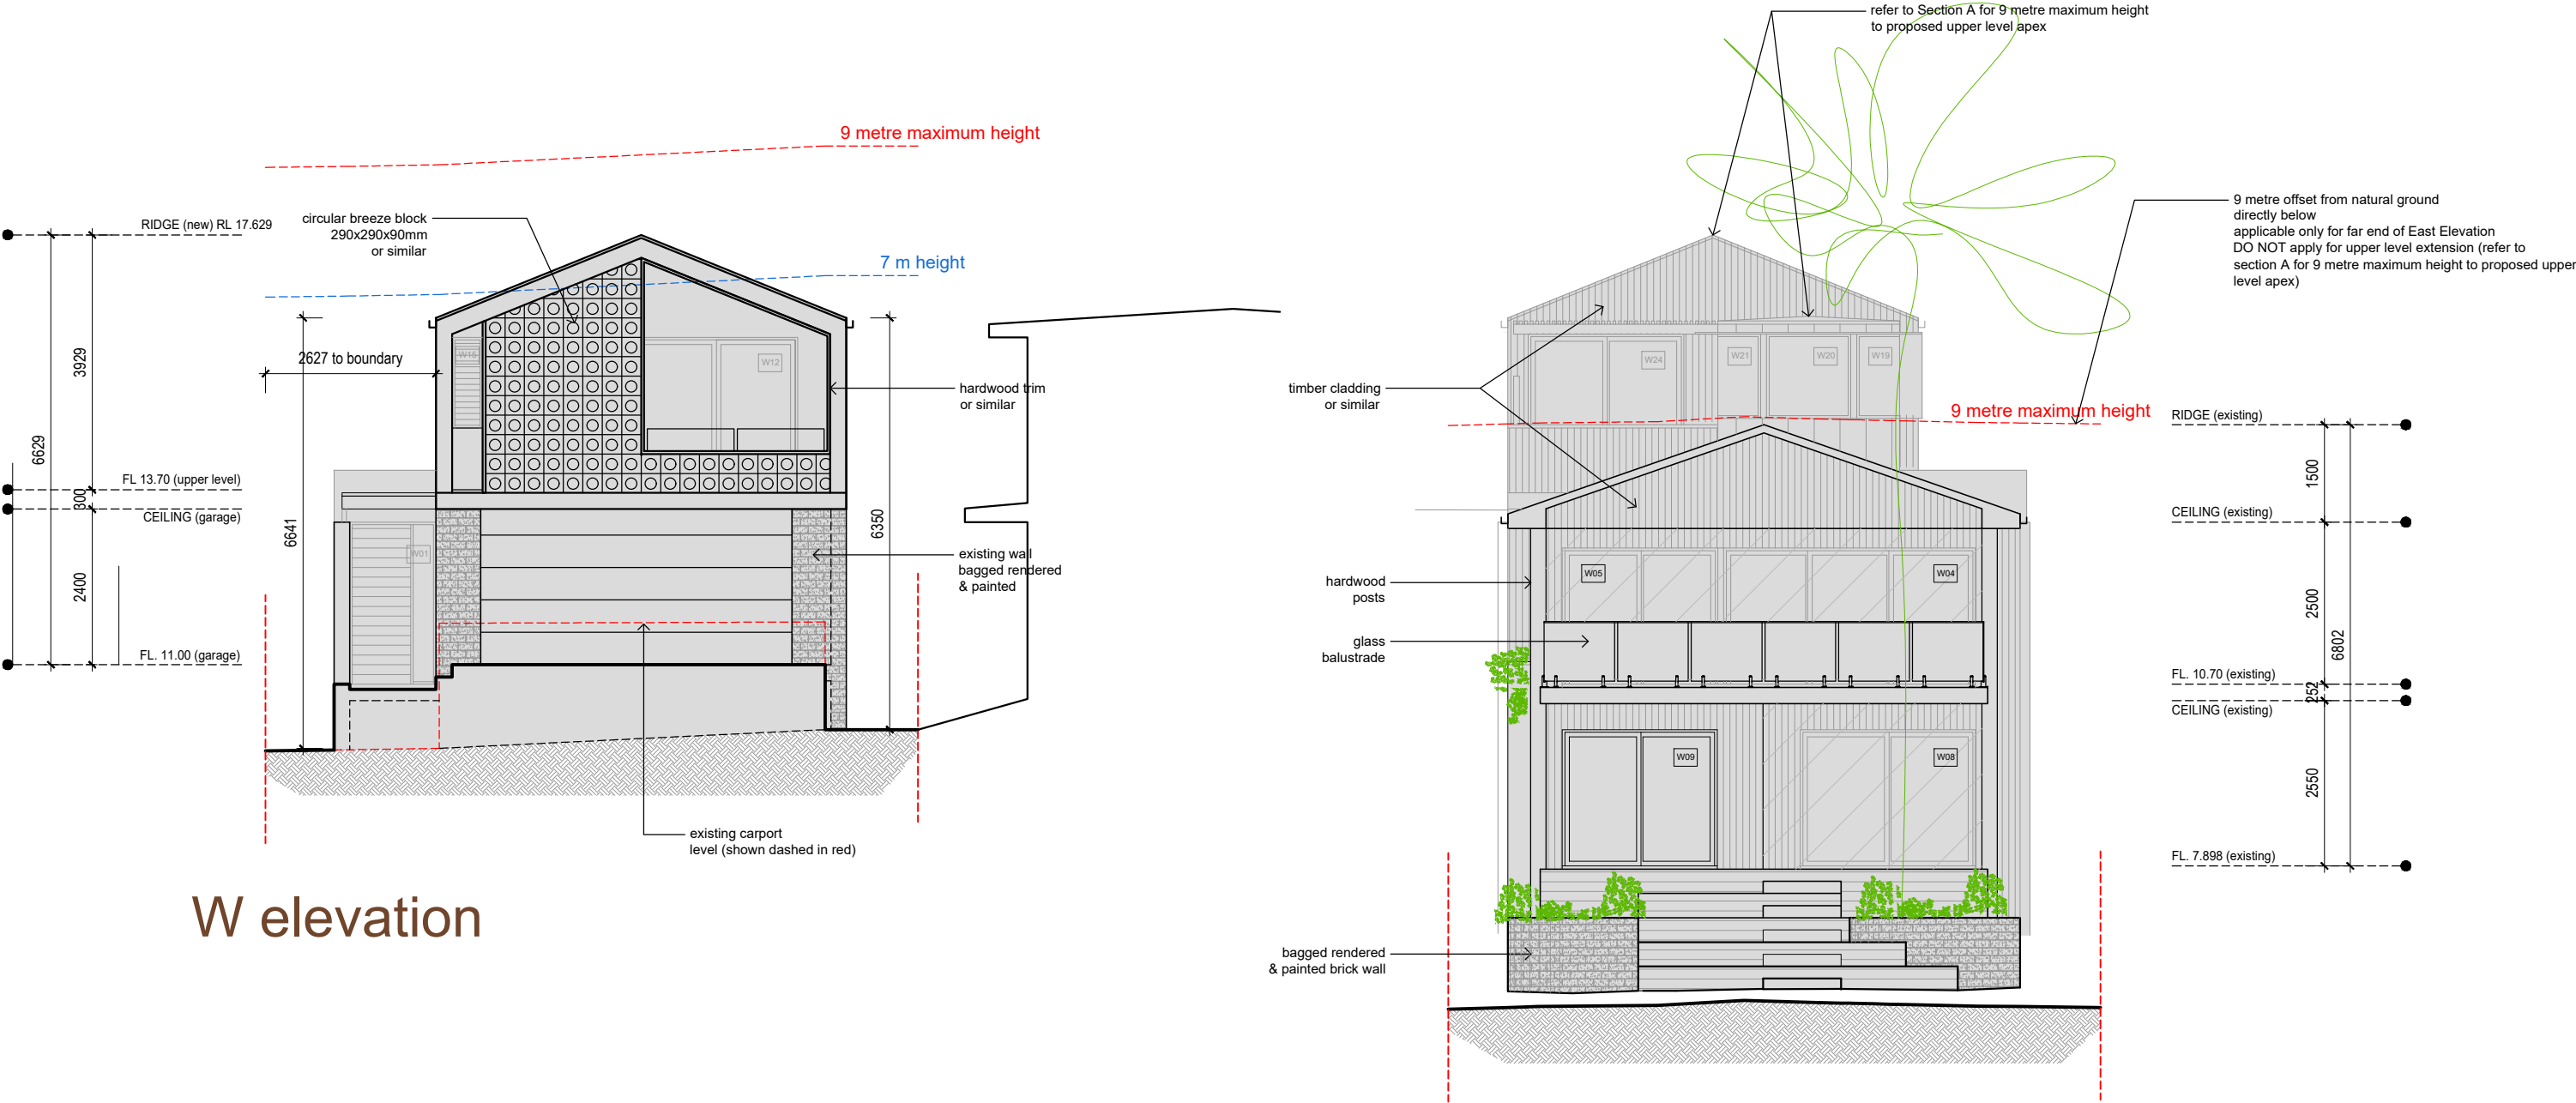 refer to Section A for 9 metre maximum height
to proposed upper level apex
9 metre maximum height
RIDGE (new) RL 17.629
circular breeze block
290x290x90mm
or similar
7 m height
2627 to boundary
W15
W12
hardwood trim
or similar
3929
6629
FL 13.70 (upper level)
300
CEILING (garage)
6641
6350
W01
existing wall
bagged rendered
& painted
2400
FL. 11.00 (garage)
existing carport
level (shown dashed in red)
W elevation
9 metre offset from natural ground
directly below
applicable only for far end of East Elevation
DO NOT apply for upper level extension (refer to
section A for 9 metre maximum height to proposed upper
level apex)
W24
W21
W20
W19
timber cladding
or similar
9 metre maximum height
RIDGE (existing)
1500
CEILING (existing)
hardwood
posts
W05
W04
2500
glass
balustrade
6802
FL. 10.70 (existing)
252
CEILING (existing)
W09
W08
2550
FL. 7.898 (existing)
bagged rendered
& painted brick wall